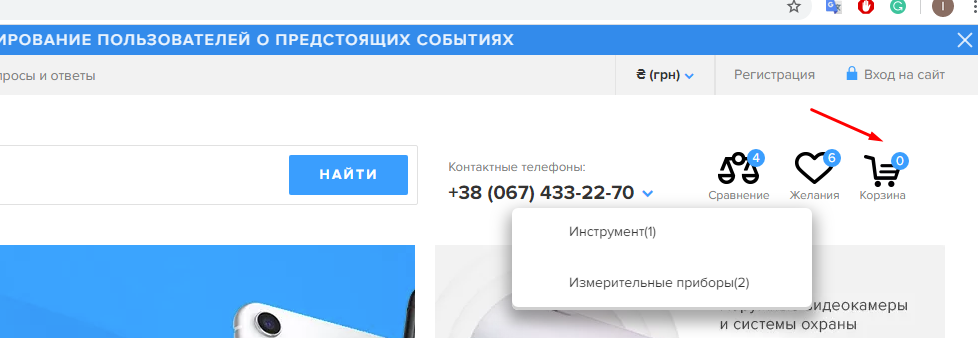 ИРОВАНИЕ ПОЛЬЗОВАТЕЛЕЙ О ПРЕДСТОЯЩИХ СОБЫТИЯХ
просы и ответы
₴ (грн)
Регистрация
Вход на сайт
НАЙТИ
Контактные телефоны:
+38 (067) 433-22-70
4
Сравнение
6
Желания
0
Корзина
Инструмент(1)
Измерительные приборы(2)
видеокамеры
и системы охраны
I